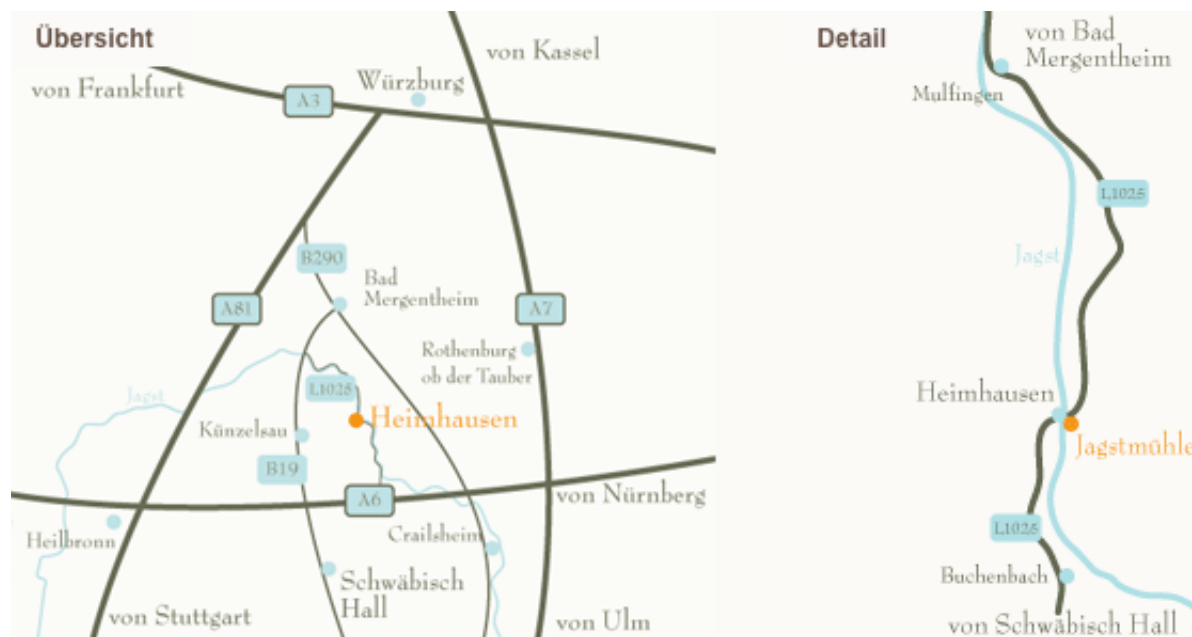 Übersicht
von Kassel
von Frankfurt
A3
Würzburg
B290
Bad
Mergentheim
A81
A7
Rothenburg
ob der Tauber
Jagst
L1025
Heimhausen
Künzelsau
B19
A6
von Nürnberg
Heilbronn
Crailsheim
Schwäbisch
Hall
von Stuttgart
von Ulm
Detail
von Bad
Mergentheim
Mulfingen
L1025
Jagst
Heimhausen
Jagstmühle
L1025
Buchenbach
von Schwäbisch Hall